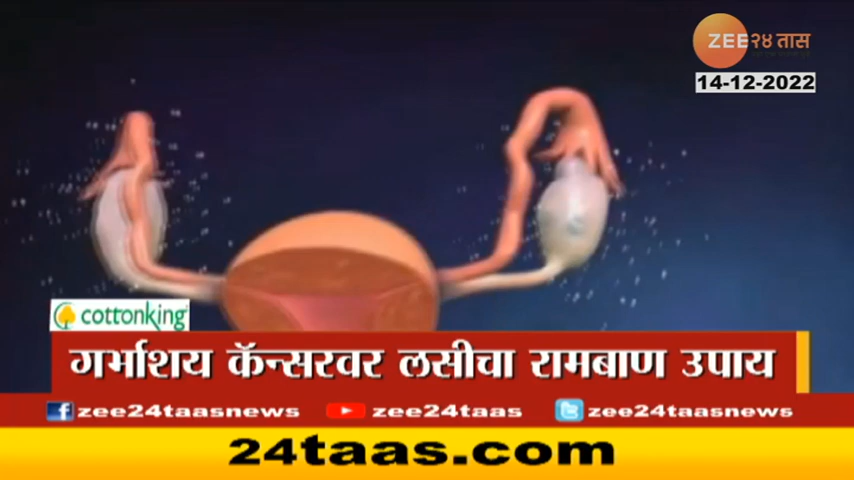 ZEE२४ तास
14-12-2022
cottonking
गर्भाशय कॅन्सरवर लसीचा रामबाण उपाय
zee24taasnews zee24taas zee24taasnews
24taas.com